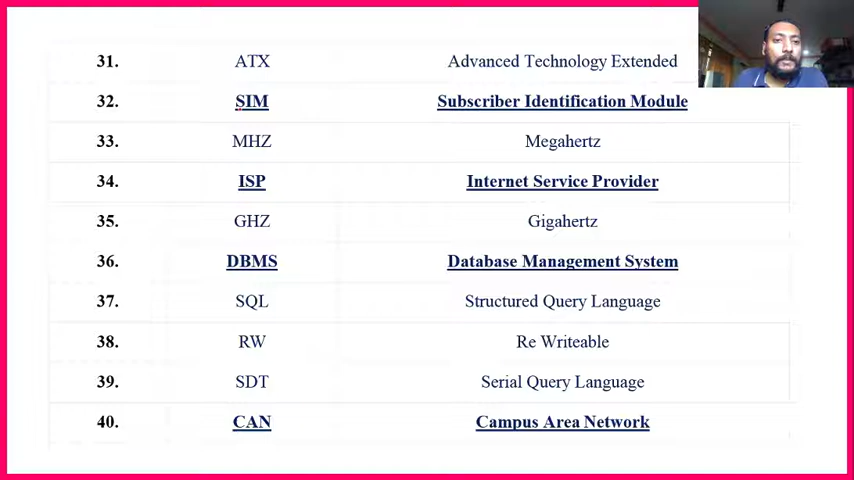 31. ATX Advanced Technology Extended
32. SIM Subscriber Identification Module
33. MHZ Megahertz
34. ISP Internet Service Provider
35. GHZ Gigahertz
36. DBMS Database Management System
37. SQL Structured Query Language
38. RW Re Writeable
39. SDT Serial Query Language
40. CAN Campus Area Network